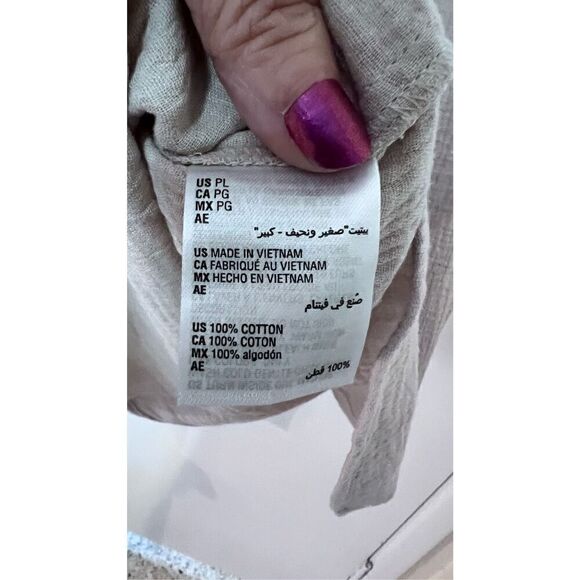 US PL
CA PG
MX PG
AE
بيتيت"صغير ونحيف - كبير"
US MADE IN VIETNAM
CA FABRIQUÉ AU VIETNAM
MX HECHO EN VIETNAM
AE
صُنع في فيتنام
US 100% COTTON
CA 100% COTON
MX 100% algodón
AE
100% قطن